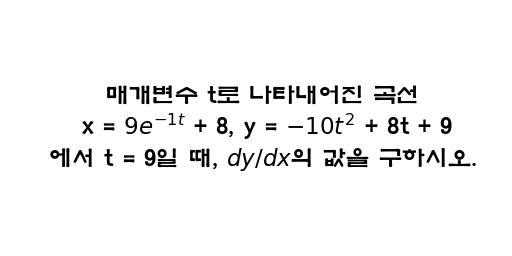 매개변수 t로 나타내어진 곡선
x = 9e^{-1t} + 8, y = −10t^2 + 8t + 9
에서 t = 9일 때, dy/dx의 값을 구하시오.